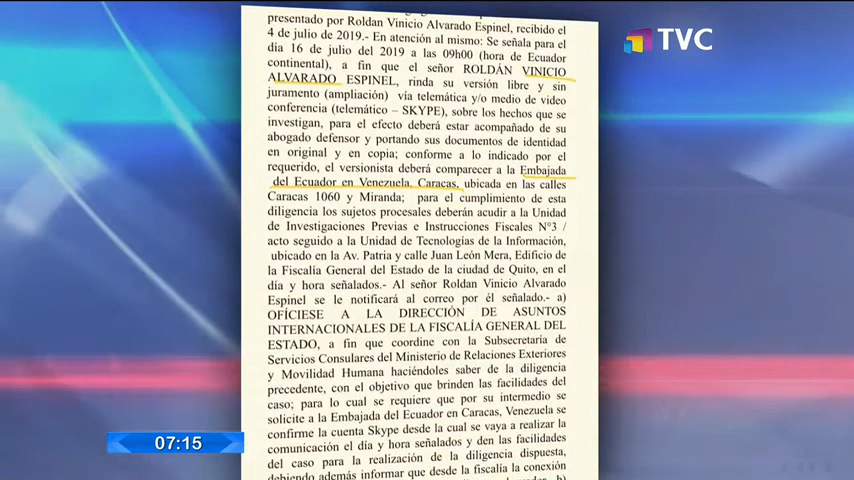 presentado por Roldan Vinicio Alvarado Espinel, recibido el
4 de julio de 2019.- En atención al mismo: Se señala para el
día 16 de julio del 2019 a las 09h00 (hora de Ecuador
continental), a fin que el señor ROLDÁN VINICIO
ALVARADO ESPINEL, rinda su versión libre y sin
juramento (ampliación) vía telemática y/o medio de video
conferencia (telemático – SKYPE), sobre los hechos que se
investigan, para el efecto deberá estar acompañado de su
abogado defensor y portando sus documentos de identidad
en original y en copia; conforme a lo indicado por el
requerido, el versionista deberá comparecer a la Embajada
del Ecuador en Venezuela, Caracas, ubicada en las calles
Caracas 1060 y Miranda; para el cumplimiento de esta
diligencia los sujetos procesales deberán acudir a la Unidad
de Investigaciones Previas e Instrucciones Fiscales N°3 /
acto seguido a la Unidad de Tecnologías de la Información,
ubicado en la Av. Patria y calle Juan León Mera, Edificio de
la Fiscalía General del Estado de la ciudad de Quito, en el
día y hora señalados.- Al señor Roldan Vinicio Alvarado
Espinel se le notificará al correo por él señalado.- a)
OFÍCIESE A LA DIRECCIÓN DE ASUNTOS
INTERNACIONALES DE LA FISCALÍA GENERAL DEL
ESTADO, a fin que coordine con la Subsecretaría de
Servicios Consulares del Ministerio de Relaciones Exteriores
y Movilidad Humana haciéndoles saber de la diligencia
precedente, con el objetivo que brinden las facilidades del
caso; para lo cual se requiere que por su intermedio se
solicite a la Embajada del Ecuador en Caracas, Venezuela se
confirme la cuenta Skype desde la cual se vaya a realizar la
comunicación el día y hora señalados y den las facilidades
del caso para la realización de la diligencia dispuesta,
debiendo además informar que desde la fiscalía la conexión
TVC
07:15